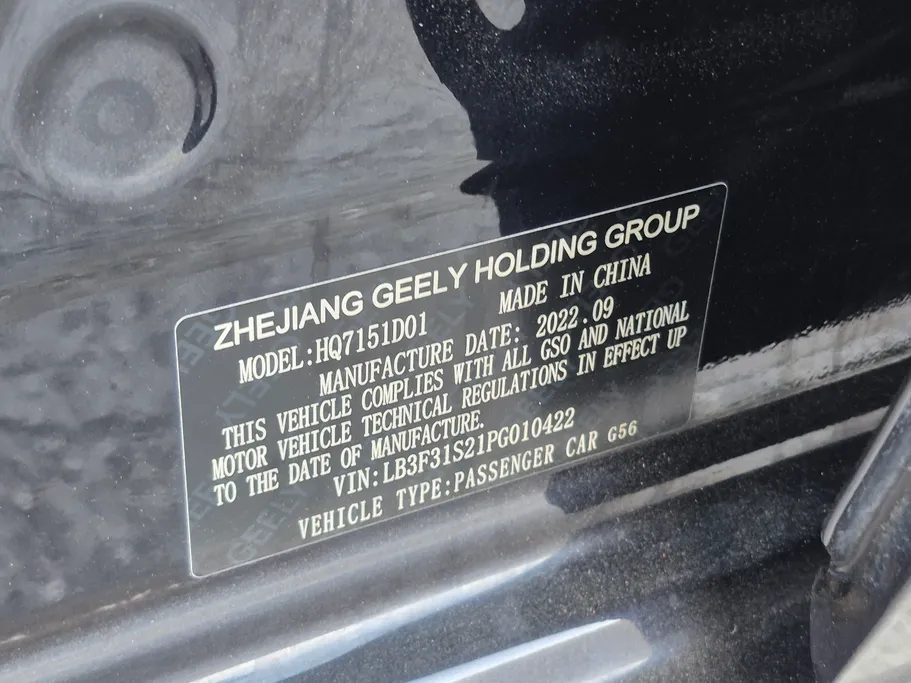 ZHEJIANG GEELY HOLDING GROUP
MADE IN CHINA
MODEL:HQ7151D01
MANUFACTURE DATE: 2022.09
THIS VEHICLE COMPLIES WITH ALL GSO AND NATIONAL
MOTOR VEHICLE TECHNICAL REGULATIONS IN EFFECT UP
TO THE DATE OF MANUFACTURE.
VIN:LB3F31S21PG010422
VEHICLE TYPE:PASSENGER CAR G56